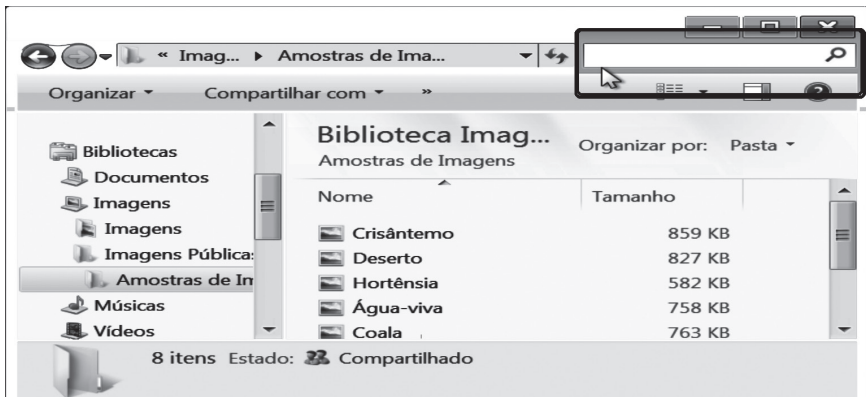 « Imag... ▸ Amostras de Ima...
Organizar Compartilhar com »
Bibliotecas
Documentos
Imagens
Imagens
Imagens Pública
Amostras de Im
Músicas
Vídeos
Biblioteca Imag...
Amostras de Imagens
Organizar por: Pasta
Nome Tamanho
Crisântemo 859 KB
Deserto 827 KB
Hortênsia 582 KB
Água-viva 758 KB
Coala 763 KB
8 itens Estado: Compartilhado